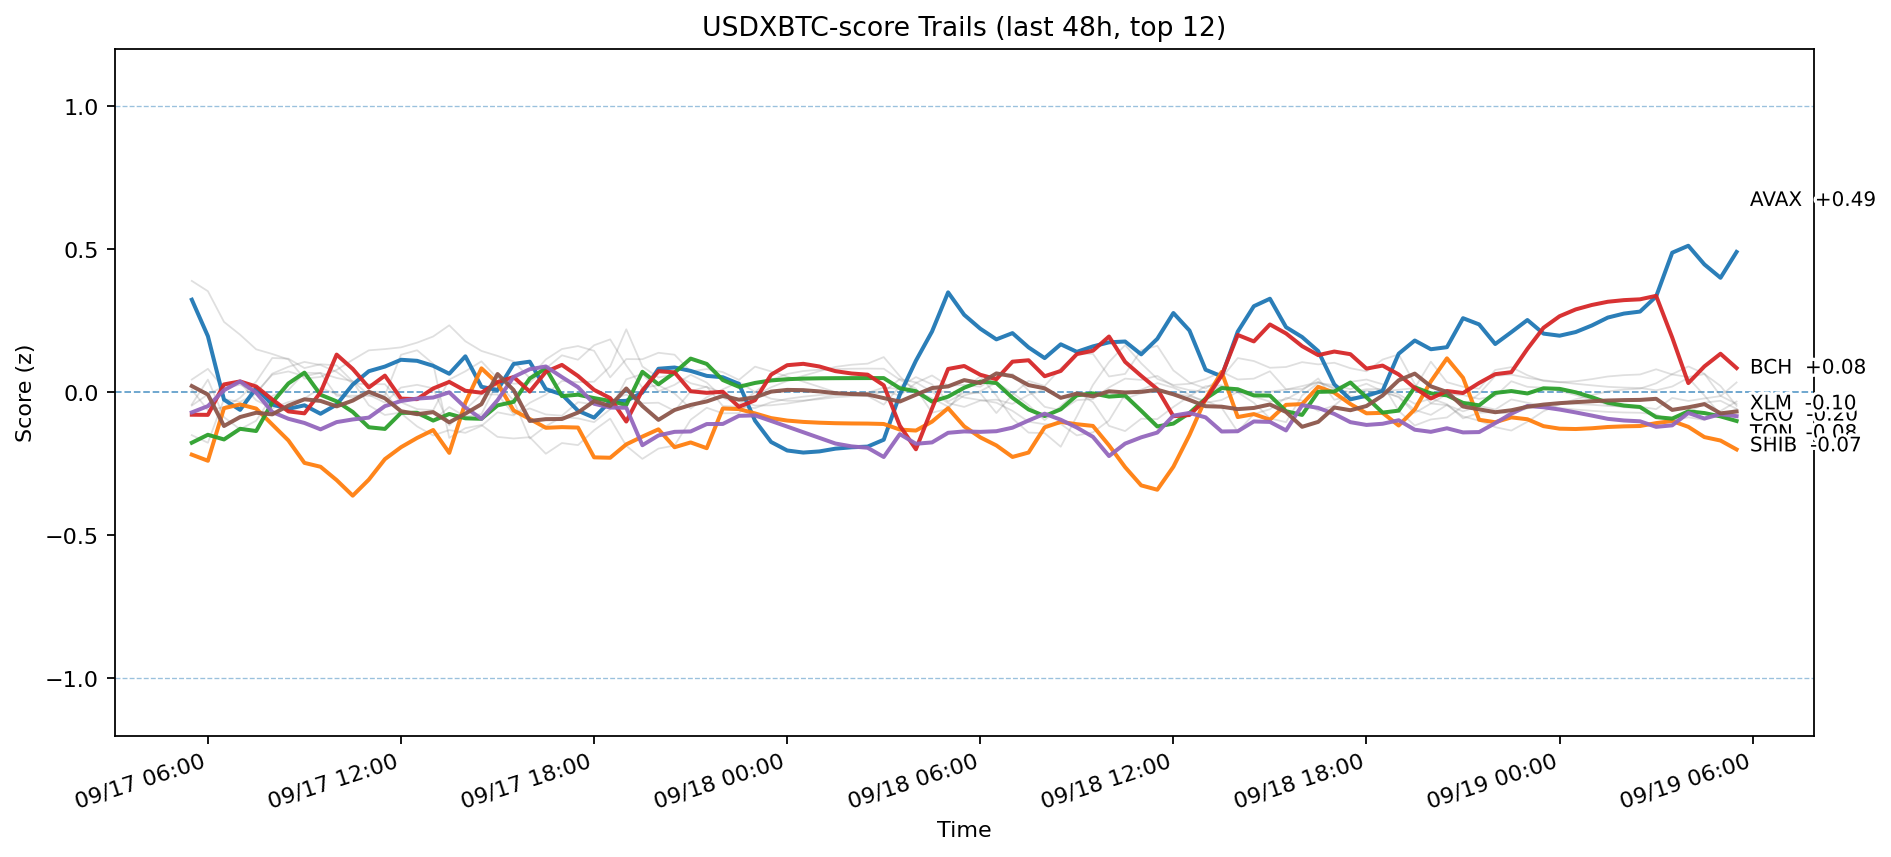 USDXBTC-score Trails (last 48h, top 12)
Score (z)
1.0
0.5
0.0
−0.5
−1.0
AVAX +0.49
BCH +0.08
XLM -0.10
CRO -0.20
TON -0.08
SHIB -0.07
09/17 06:00
09/17 12:00
09/17 18:00
09/18 00:00
09/18 06:00
09/18 12:00
09/18 18:00
09/19 00:00
09/19 06:00
Time